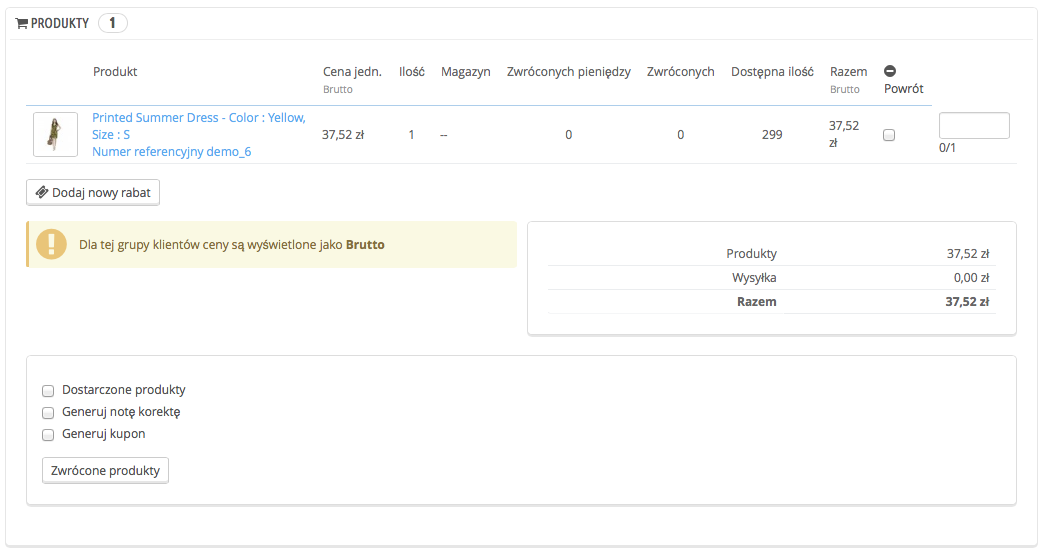 PRODUKTY 1
Produkt Cena jedn. Ilość Magazyn Zwróconych pieniędzy Zwróconych Dostępna ilość Razem
Brutto Brutto Powrót
Printed Summer Dress - Color : Yellow,
Size : S
Numer referencyjny demo_6
37,52 zł 1 -- 0 0 299 37,52
zł
0/1
Dodaj nowy rabat
Dla tej grupy klientów ceny są wyświetlone jako Brutto
Produkty 37,52 zł
Wysyłka 0,00 zł
Razem 37,52 zł
Dostarczone produkty
Generuj notę korektę
Generuj kupon
Zwrócone produkty